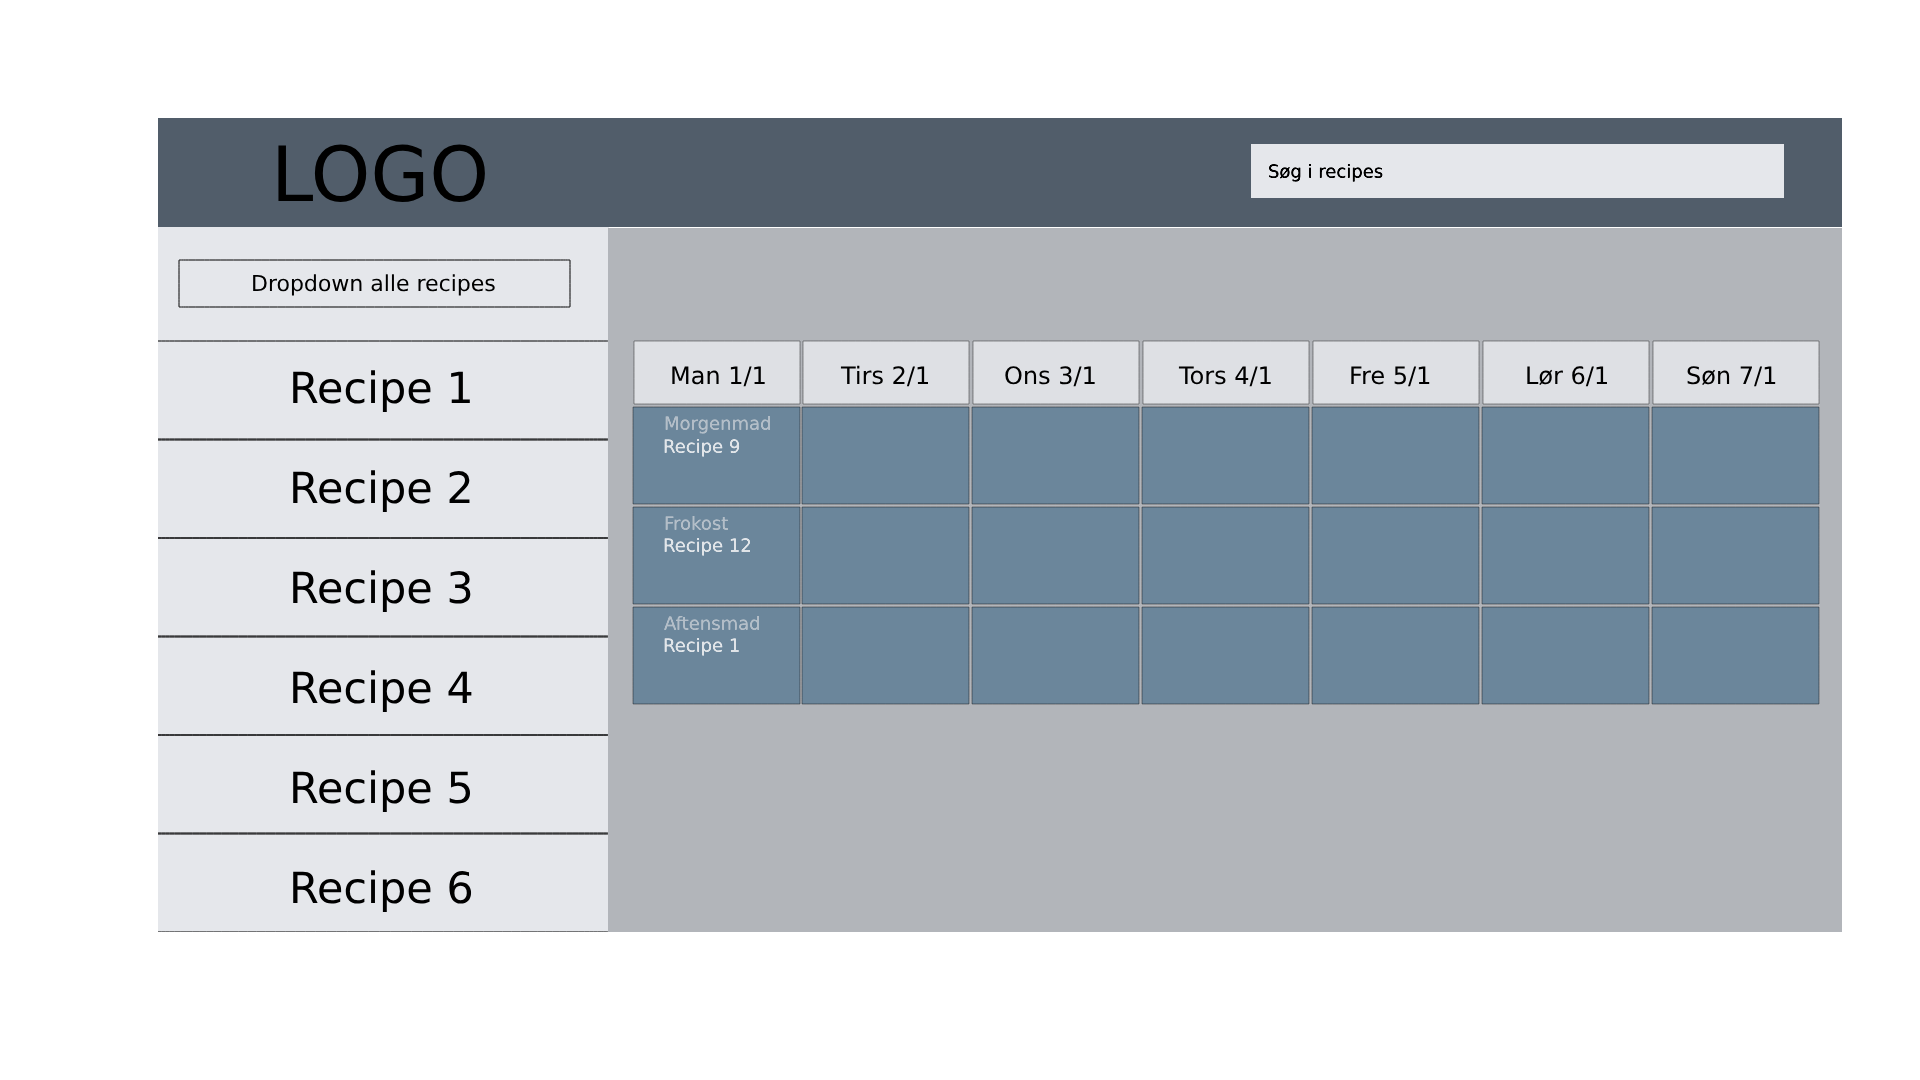 LOGO
Søg i recipes
Dropdown alle recipes
Recipe 1
Recipe 2
Recipe 3
Recipe 4
Recipe 5
Recipe 6
Man 1/1
Tirs 2/1
Ons 3/1
Tors 4/1
Fre 5/1
Lør 6/1
Søn 7/1
Morgenmad
Recipe 9
Frokost
Recipe 12
Aftensmad
Recipe 1